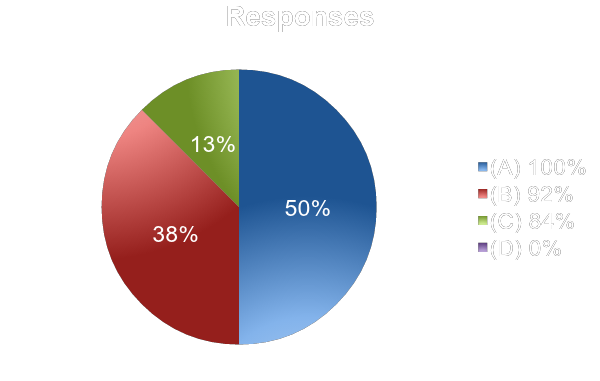 Responses
13%
50%
38%
(A) 100%
(B) 92%
(C) 84%
(D) 0%